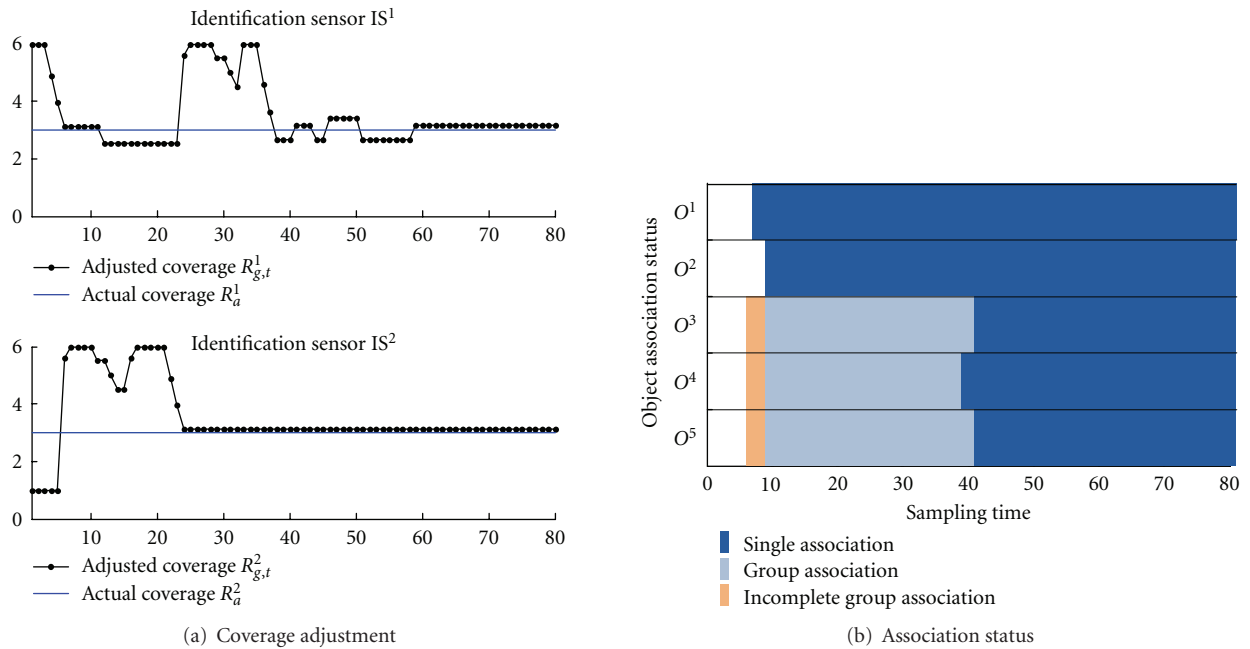 Identification sensor IS¹
6
4
2
0
10 20 30 40 50 60 70 80
Adjusted coverage R¹g,t
Actual coverage R¹a
Identification sensor IS²
6
4
2
0
10 20 30 40 50 60 70 80
Adjusted coverage R²g,t
Actual coverage R²a
(a) Coverage adjustment
Object association status
O¹
O²
O³
O⁴
O⁵
0 10 20 30 40 50 60 70 80
Sampling time
Single association
Group association
Incomplete group association
(b) Association status